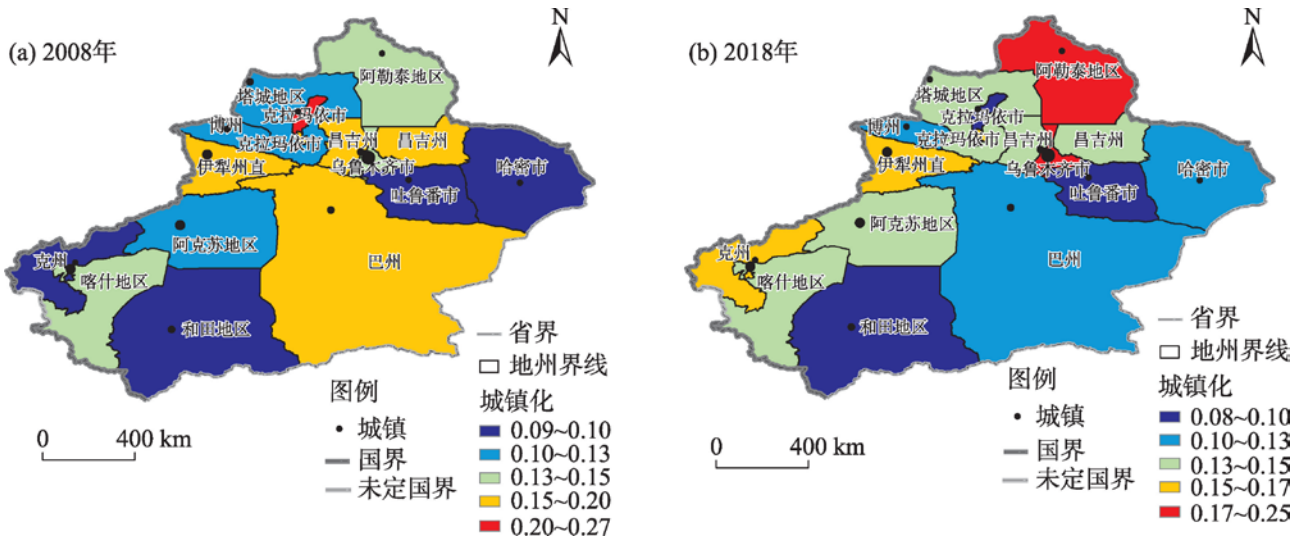 (a) 2008年
N
阿勒泰地区
塔城地区
克拉玛依市
博州
克拉玛依市
昌吉州
昌吉州
伊犁州直
乌鲁木齐市
吐鲁番市
哈密市
阿克苏地区
克州
喀什地区
巴州
和田地区
省界
地州界线
图例
城镇
国界
未定国界
城镇化
0.09~0.10
0.10~0.13
0.13~0.15
0.15~0.20
0.20~0.27
0 400 km
(b) 2018年
N
阿勒泰地区
塔城地区
克拉玛依市
博州
克拉玛依市
昌吉州
昌吉州
伊犁州直
乌鲁木齐市
吐鲁番市
哈密市
阿克苏地区
克州
喀什地区
巴州
和田地区
省界
地州界线
图例
城镇
国界
未定国界
城镇化
0.08~0.10
0.10~0.13
0.13~0.15
0.15~0.17
0.17~0.25
0 400 km